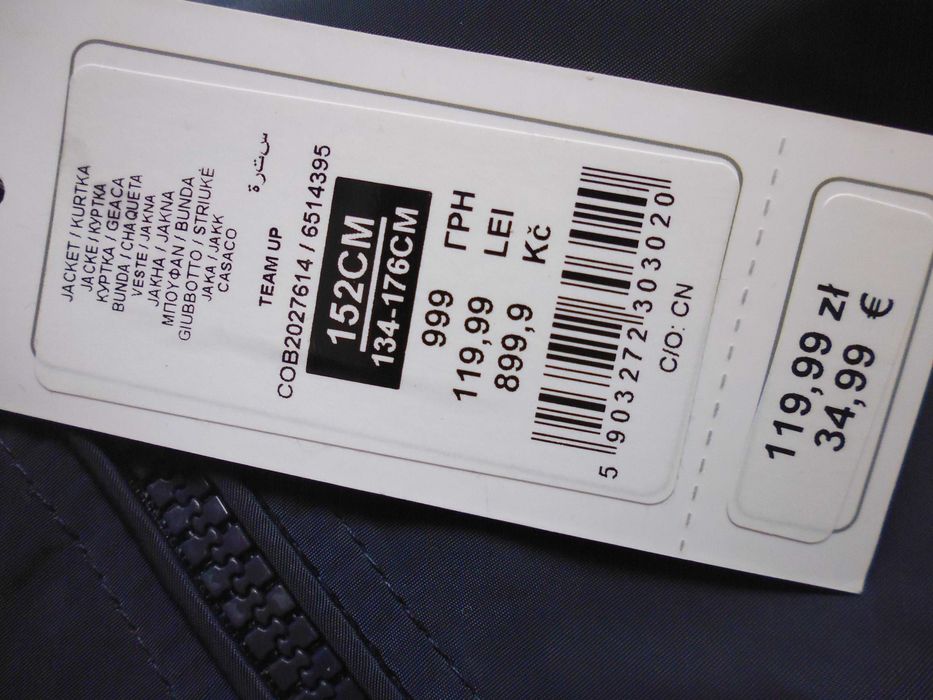 JACKET / KURTKA
JACKE / КУРТКА
КУРТКА / GEACA
BUNDA / CHAQUETA
VESTE / JAKNA
JAKHA / JAKNA
ΜΠΟΥΦΑΝ / BUNDA
GIUBBOTTO / STRIUKĖ
JAKA / JAKK
CASACO
سترة
TEAM UP
COB2027614 / 6514395
152CM
134-176CM
999 ГРН
119,99 LEI
899,9 Kč
5 903272 303020
C/O: CN
119,99 zł
34,99 €